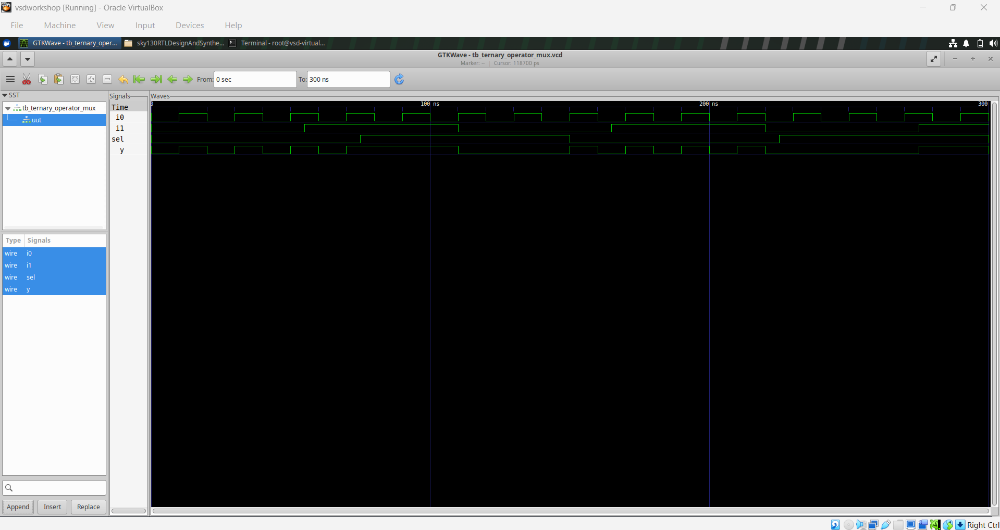 vsdworkshop [Running] - Oracle VirtualBox
File Machine View Input Devices Help
GTKWave - tb_ternary_oper... sky130RTLDesignAndSynthe... Terminal - root@vsd-virtual...
GTKWave - tb_ternary_operator_mux.vcd
Marker: -- | Cursor: 118700 ps
From: 0 sec To: 300 ns
SST
tb_ternary_operator_mux
uut
Type Signals
wire i0
wire i1
wire sel
wire y
Append Insert Replace
Signals
Time
i0
i1
sel
y
Waves
0 100 ns 200 ns 300
Right Ctrl